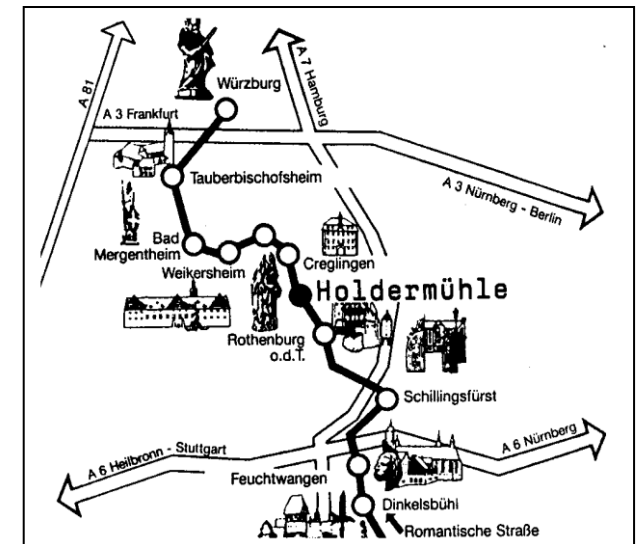 A 81
A 7 Hamburg
Würzburg
A 3 Frankfurt
Tauberbischofsheim
A 3 Nürnberg - Berlin
Bad
Mergentheim
Weikersheim
Creglingen
Holdermühle
Rothenburg
o.d.T.
Schillingsfürst
A 6 Heilbronn - Stuttgart
A 6 Nürnberg
Feuchtwangen
Dinkelsbühl
Romantische Straße